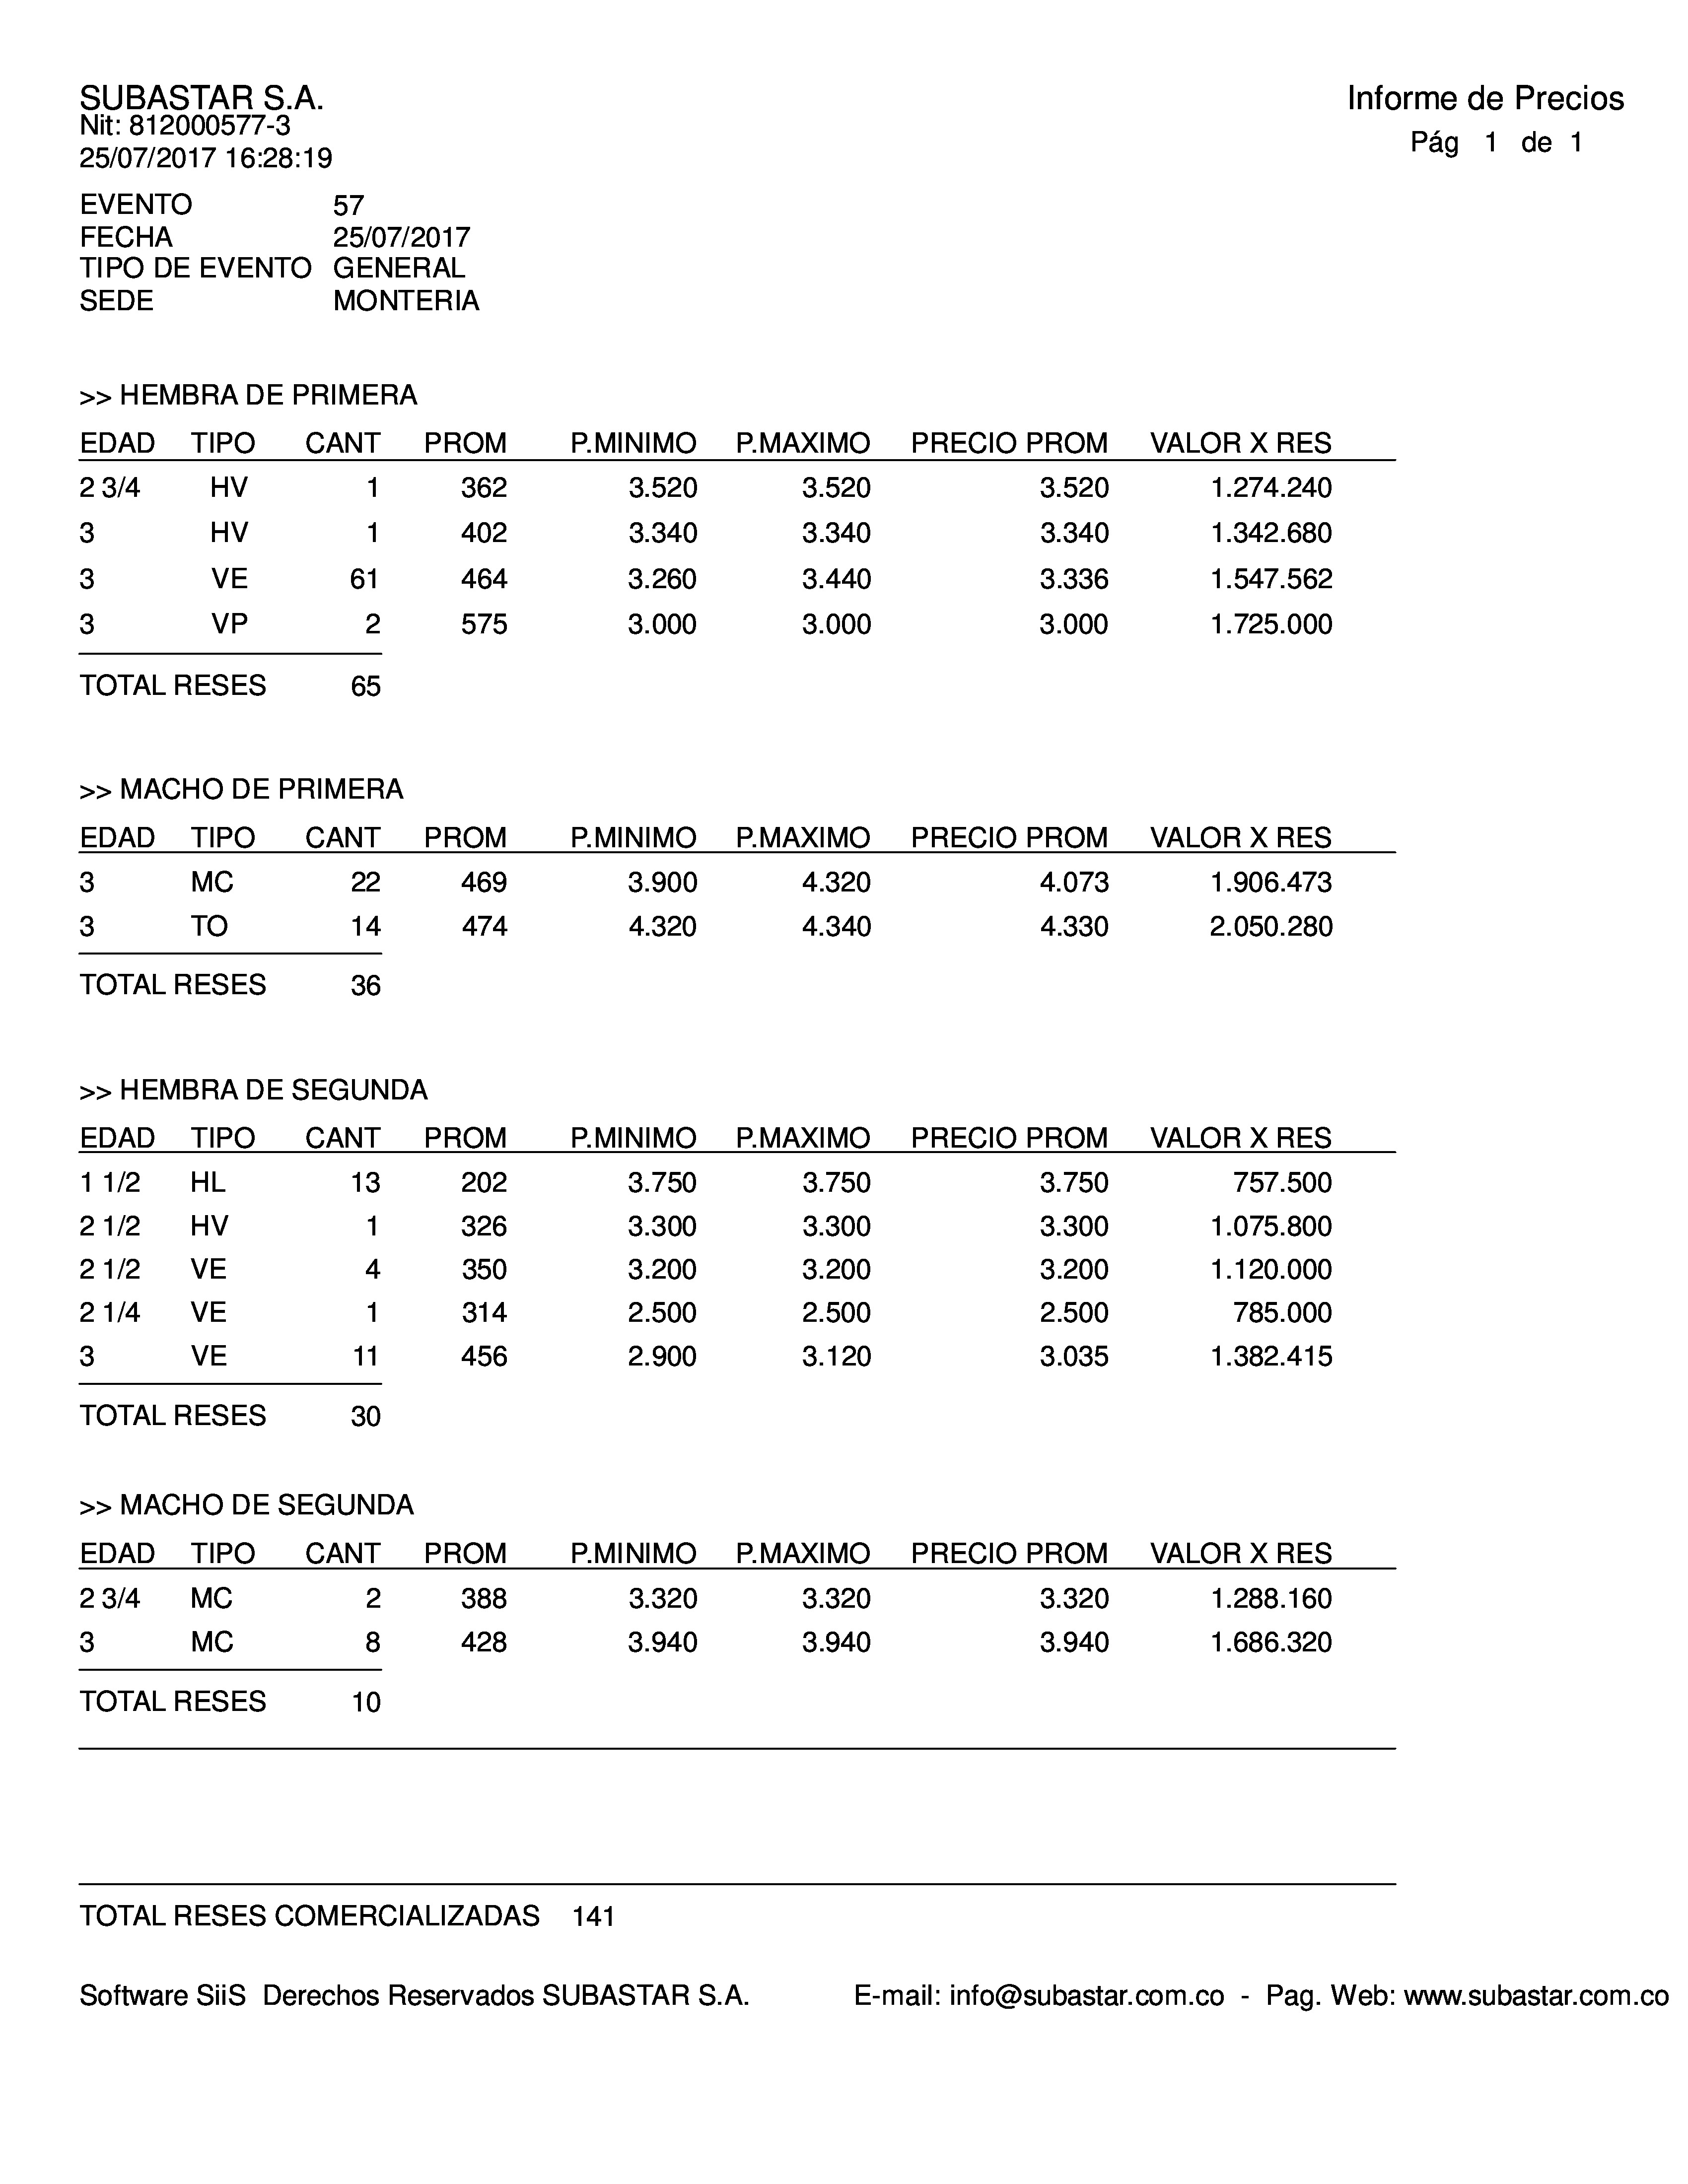 SUBASTAR S.A.
Nit: 812000577-3
25/07/2017 16:28:19
Informe de Precios
Pág 1 de 1
EVENTO 57
FECHA 25/07/2017
TIPO DE EVENTO GENERAL
SEDE MONTERIA
>> HEMBRA DE PRIMERA
EDAD TIPO CANT PROM P.MINIMO P.MAXIMO PRECIO PROM VALOR X RES
2 3/4 HV 1 362 3.520 3.520 3.520 1.274.240
3 HV 1 402 3.340 3.340 3.340 1.342.680
3 VE 61 464 3.260 3.440 3.336 1.547.562
3 VP 2 575 3.000 3.000 3.000 1.725.000
TOTAL RESES 65
>> MACHO DE PRIMERA
EDAD TIPO CANT PROM P.MINIMO P.MAXIMO PRECIO PROM VALOR X RES
3 MC 22 469 3.900 4.320 4.073 1.906.473
3 TO 14 474 4.320 4.340 4.330 2.050.280
TOTAL RESES 36
>> HEMBRA DE SEGUNDA
EDAD TIPO CANT PROM P.MINIMO P.MAXIMO PRECIO PROM VALOR X RES
1 1/2 HL 13 202 3.750 3.750 3.750 757.500
2 1/2 HV 1 326 3.300 3.300 3.300 1.075.800
2 1/2 VE 4 350 3.200 3.200 3.200 1.120.000
2 1/4 VE 1 314 2.500 2.500 2.500 785.000
3 VE 11 456 2.900 3.120 3.035 1.382.415
TOTAL RESES 30
>> MACHO DE SEGUNDA
EDAD TIPO CANT PROM P.MINIMO P.MAXIMO PRECIO PROM VALOR X RES
2 3/4 MC 2 388 3.320 3.320 3.320 1.288.160
3 MC 8 428 3.940 3.940 3.940 1.686.320
TOTAL RESES 10
TOTAL RESES COMERCIALIZADAS 141
Software SiiS Derechos Reservados SUBASTAR S.A. E-mail: info@subastar.com.co - Pag. Web: www.subastar.com.co